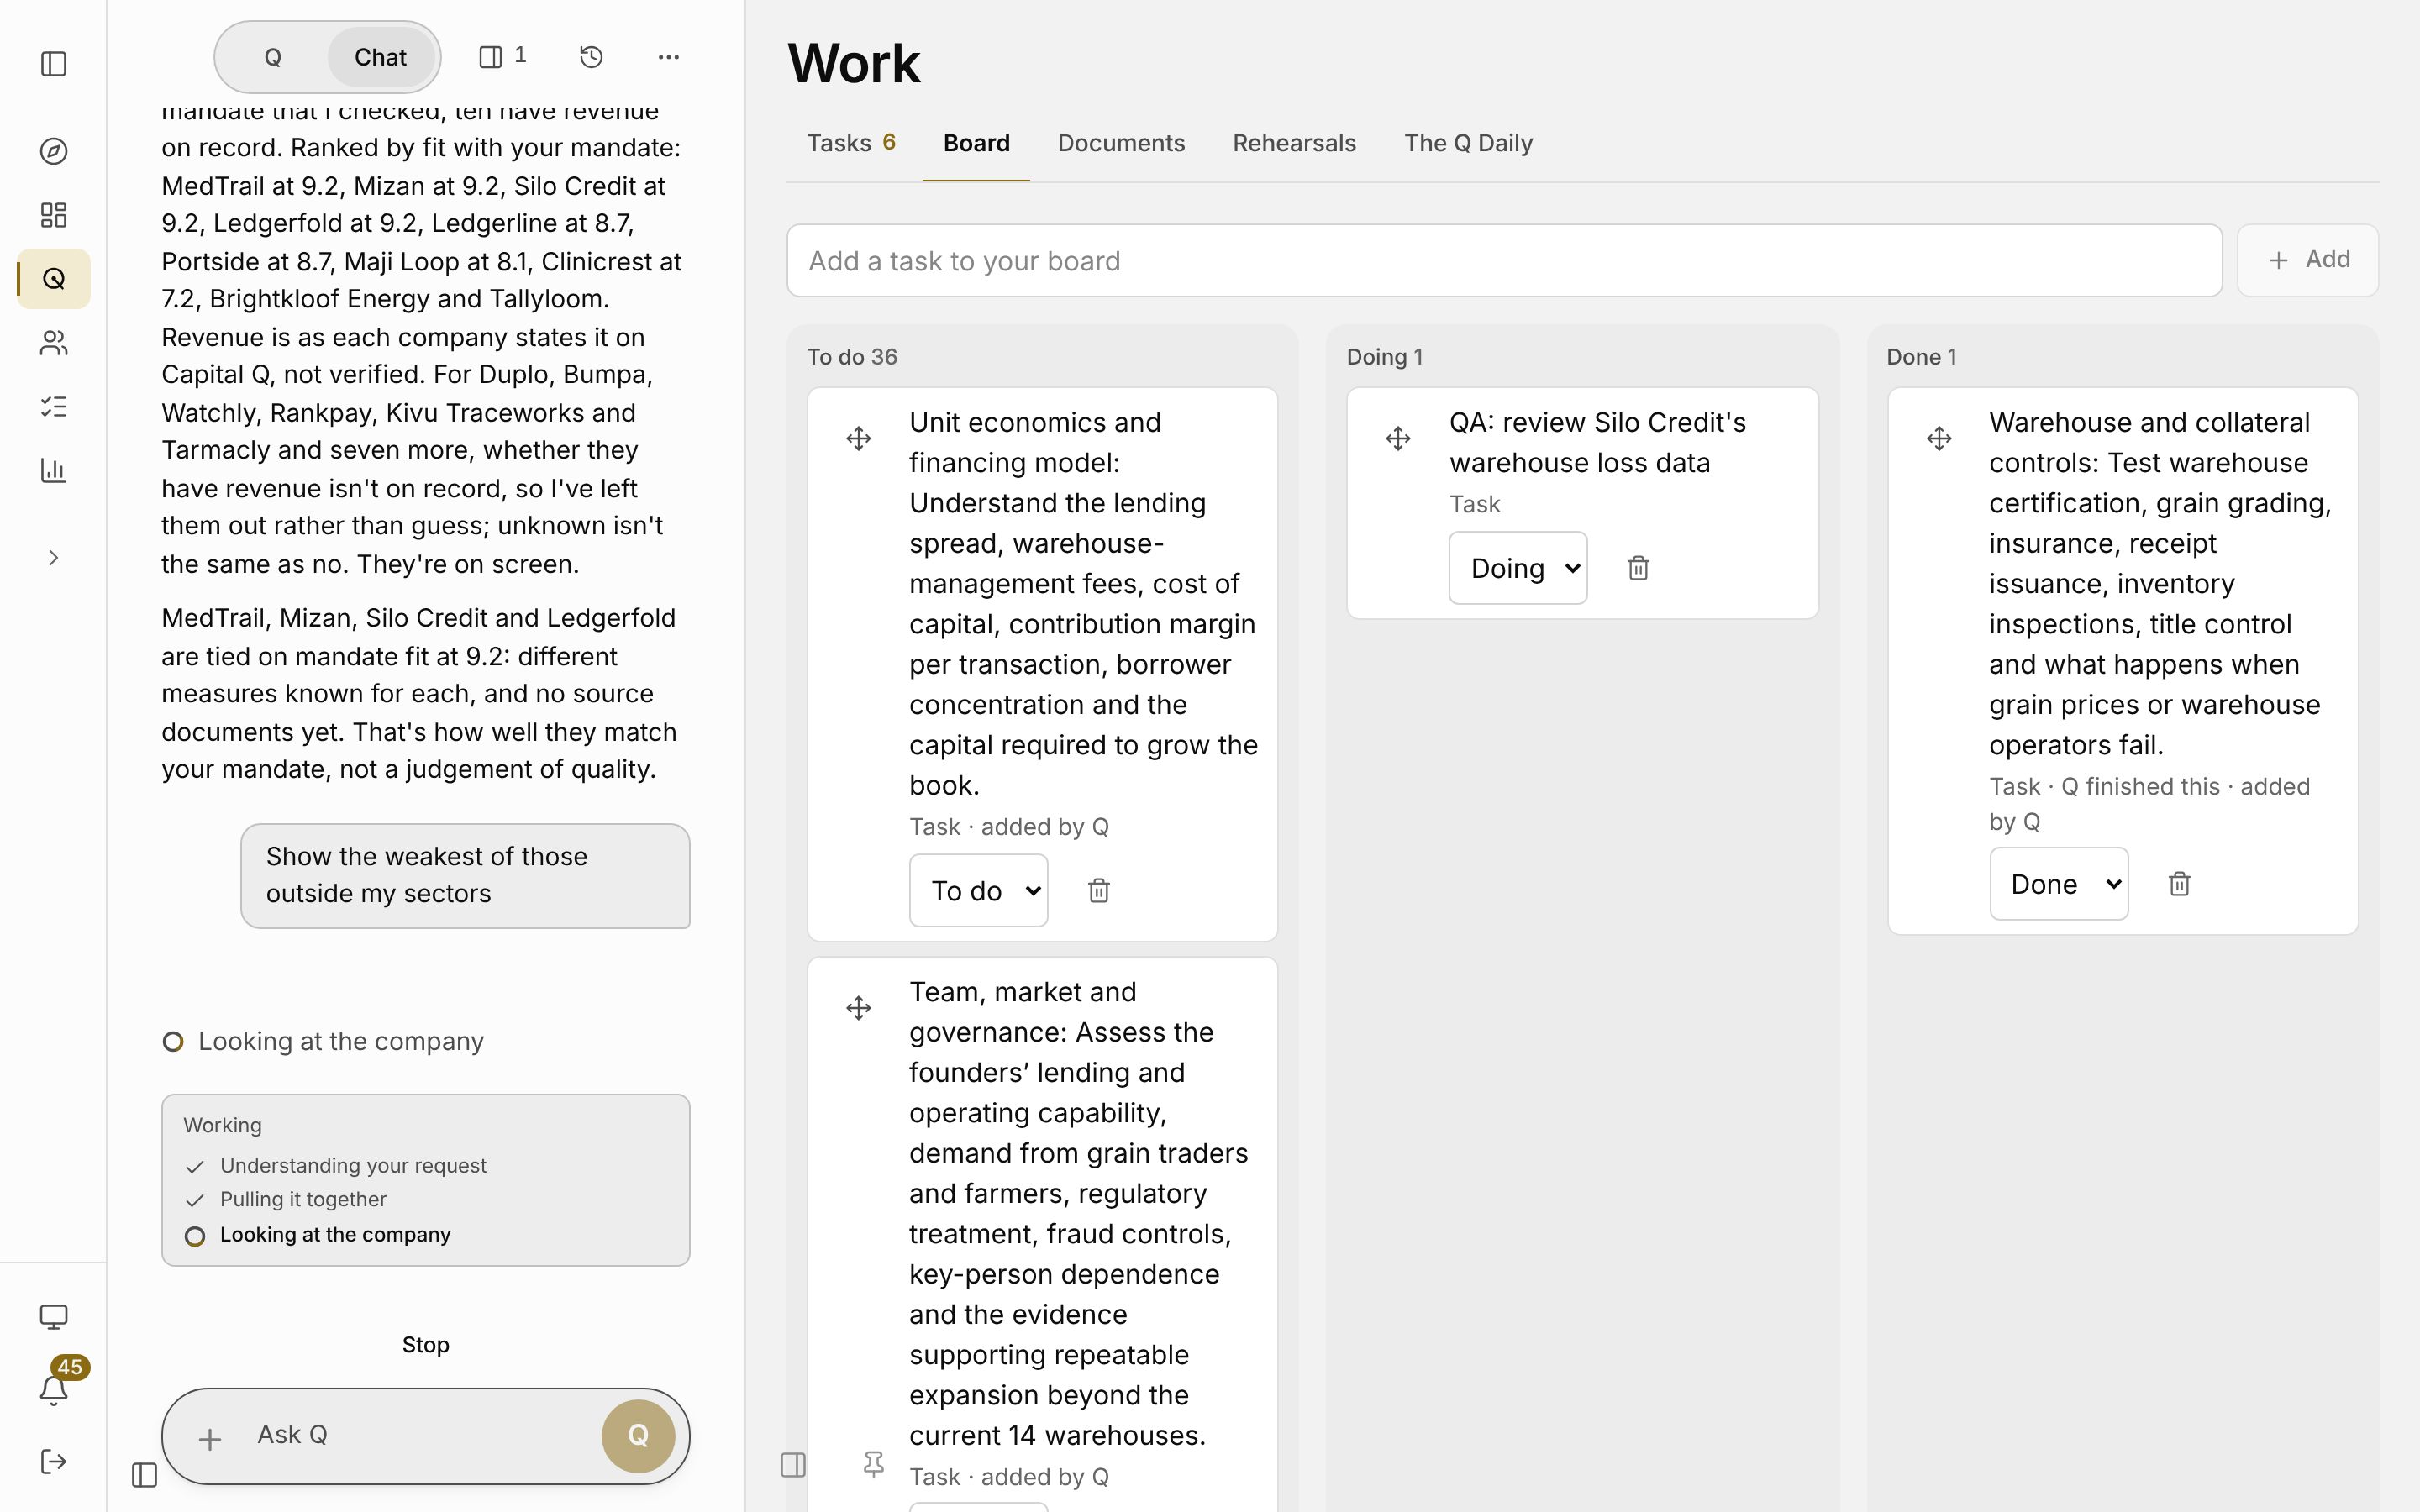 Q
Chat
1
mandate that I checked, ten have revenue
on record. Ranked by fit with your mandate:
MedTrail at 9.2, Mizan at 9.2, Silo Credit at
9.2, Ledgerfold at 9.2, Ledgerline at 8.7,
Portside at 8.7, Maji Loop at 8.1, Clinicrest at
7.2, Brightkloof Energy and Tallyloom.
Revenue is as each company states it on
Capital Q, not verified. For Duplo, Bumpa,
Watchly, Rankpay, Kivu Traceworks and
Tarmacly and seven more, whether they
have revenue isn't on record, so I've left
them out rather than guess; unknown isn't
the same as no. They're on screen.
MedTrail, Mizan, Silo Credit and Ledgerfold
are tied on mandate fit at 9.2: different
measures known for each, and no source
documents yet. That's how well they match
your mandate, not a judgement of quality.
Show the weakest of those
outside my sectors
Looking at the company
Working
Understanding your request
Pulling it together
Looking at the company
Stop
Ask Q
Q
45
Work
Tasks 6
Board
Documents
Rehearsals
The Q Daily
Add a task to your board
Add
To do 36
Unit economics and
financing model:
Understand the lending
spread, warehouse-
management fees, cost of
capital, contribution margin
per transaction, borrower
concentration and the
capital required to grow the
book.
Task · added by Q
To do
Team, market and
governance: Assess the
founders’ lending and
operating capability,
demand from grain traders
and farmers, regulatory
treatment, fraud controls,
key-person dependence
and the evidence
supporting repeatable
expansion beyond the
current 14 warehouses.
Task · added by Q
Doing 1
QA: review Silo Credit's
warehouse loss data
Task
Doing
Done 1
Warehouse and collateral
controls: Test warehouse
certification, grain grading,
insurance, receipt
issuance, inventory
inspections, title control
and what happens when
grain prices or warehouse
operators fail.
Task · Q finished this · added
by Q
Done